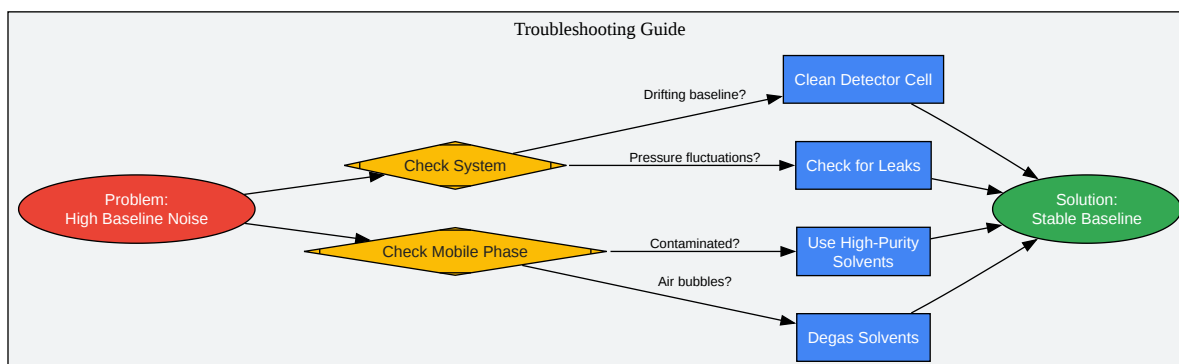 Troubleshooting Guide
Problem:
High Baseline Noise
Check System
Check Mobile Phase
Drifting baseline?
Pressure fluctuations?
Contaminated?
Air bubbles?
Clean Detector Cell
Check for Leaks
Use High-Purity
Solvents
Degas Solvents
Solution:
Stable Baseline